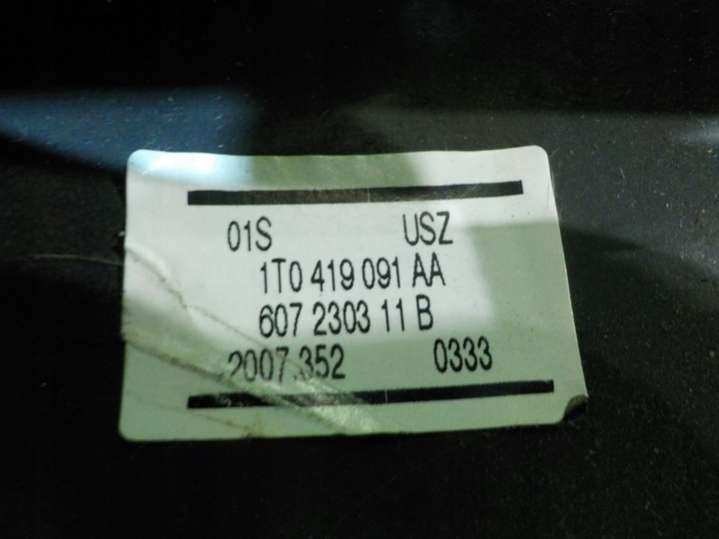 01S USZ
1T0 419 091 AA
607 2303 11 B
2007.352 0333